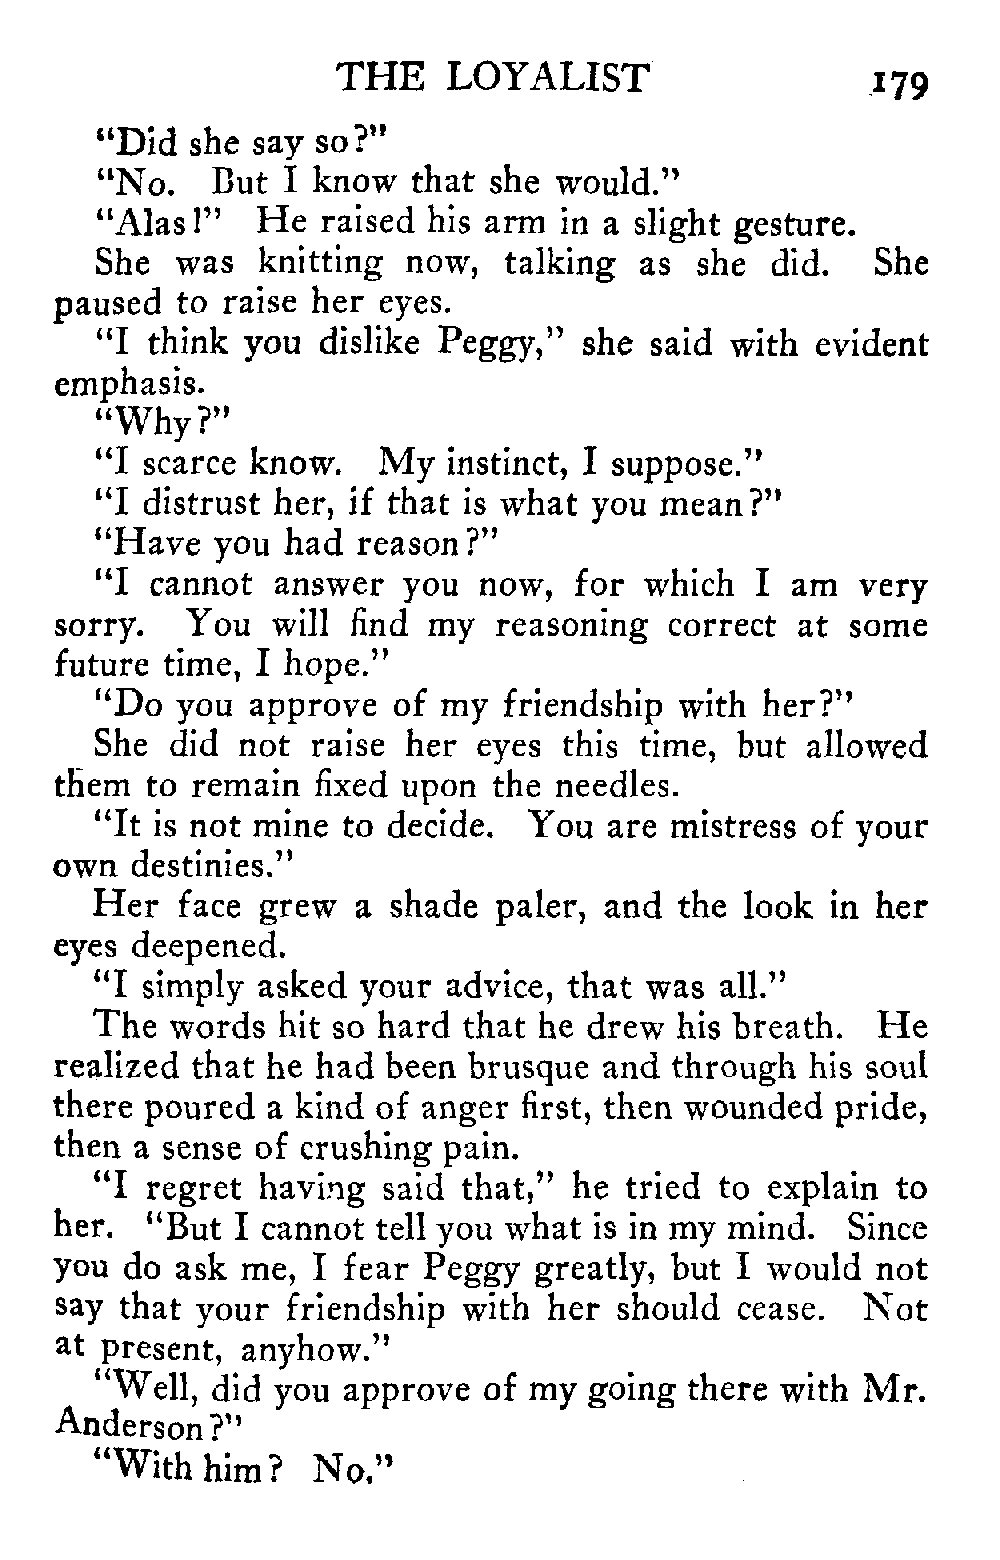 THE LOYALIST 179
"Did she say so?"
"No. But I know that she would."
"Alas!" He raised his arm in a slight gesture.
She was knitting now, talking as she did. She
paused to raise her eyes.
"I think you dislike Peggy," she said with evident
emphasis.
"Why?"
"I scarce know. My instinct, I suppose."
"I distrust her, if that is what you mean?"
"Have you had reason?"
"I cannot answer you now, for which I am very
sorry. You will find my reasoning correct at some
future time, I hope."
"Do you approve of my friendship with her?"
She did not raise her eyes this time, but allowed
them to remain fixed upon the needles.
"It is not mine to decide. You are mistress of your
own destinies."
Her face grew a shade paler, and the look in her
eyes deepened.
"I simply asked your advice, that was all."
The words hit so hard that he drew his breath. He
realized that he had been brusque and through his soul
there poured a kind of anger first, then wounded pride,
then a sense of crushing pain.
"I regret having said that," he tried to explain to
her. "But I cannot tell you what is in my mind. Since
you do ask me, I fear Peggy greatly, but I would not
say that your friendship with her should cease. Not
at present, anyhow."
"Well, did you approve of my going there with Mr.
Anderson?"
"With him? No."